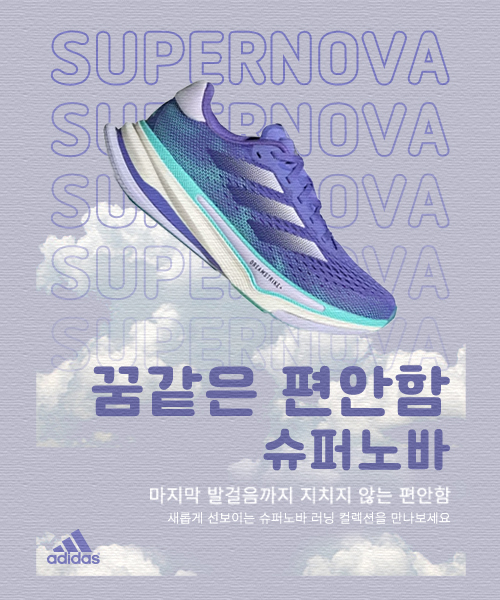 SUPERNOVA
SUPERNOVA
SUPERNOVA
SUPERNOVA
SUPERNOVA
DREAMSTRIKE+
꿈같은 편안함
슈퍼노바
마지막 발걸음까지 지치지 않는 편안함
새롭게 선보이는 슈퍼노바 러닝 컬렉션을 만나보세요
adidas